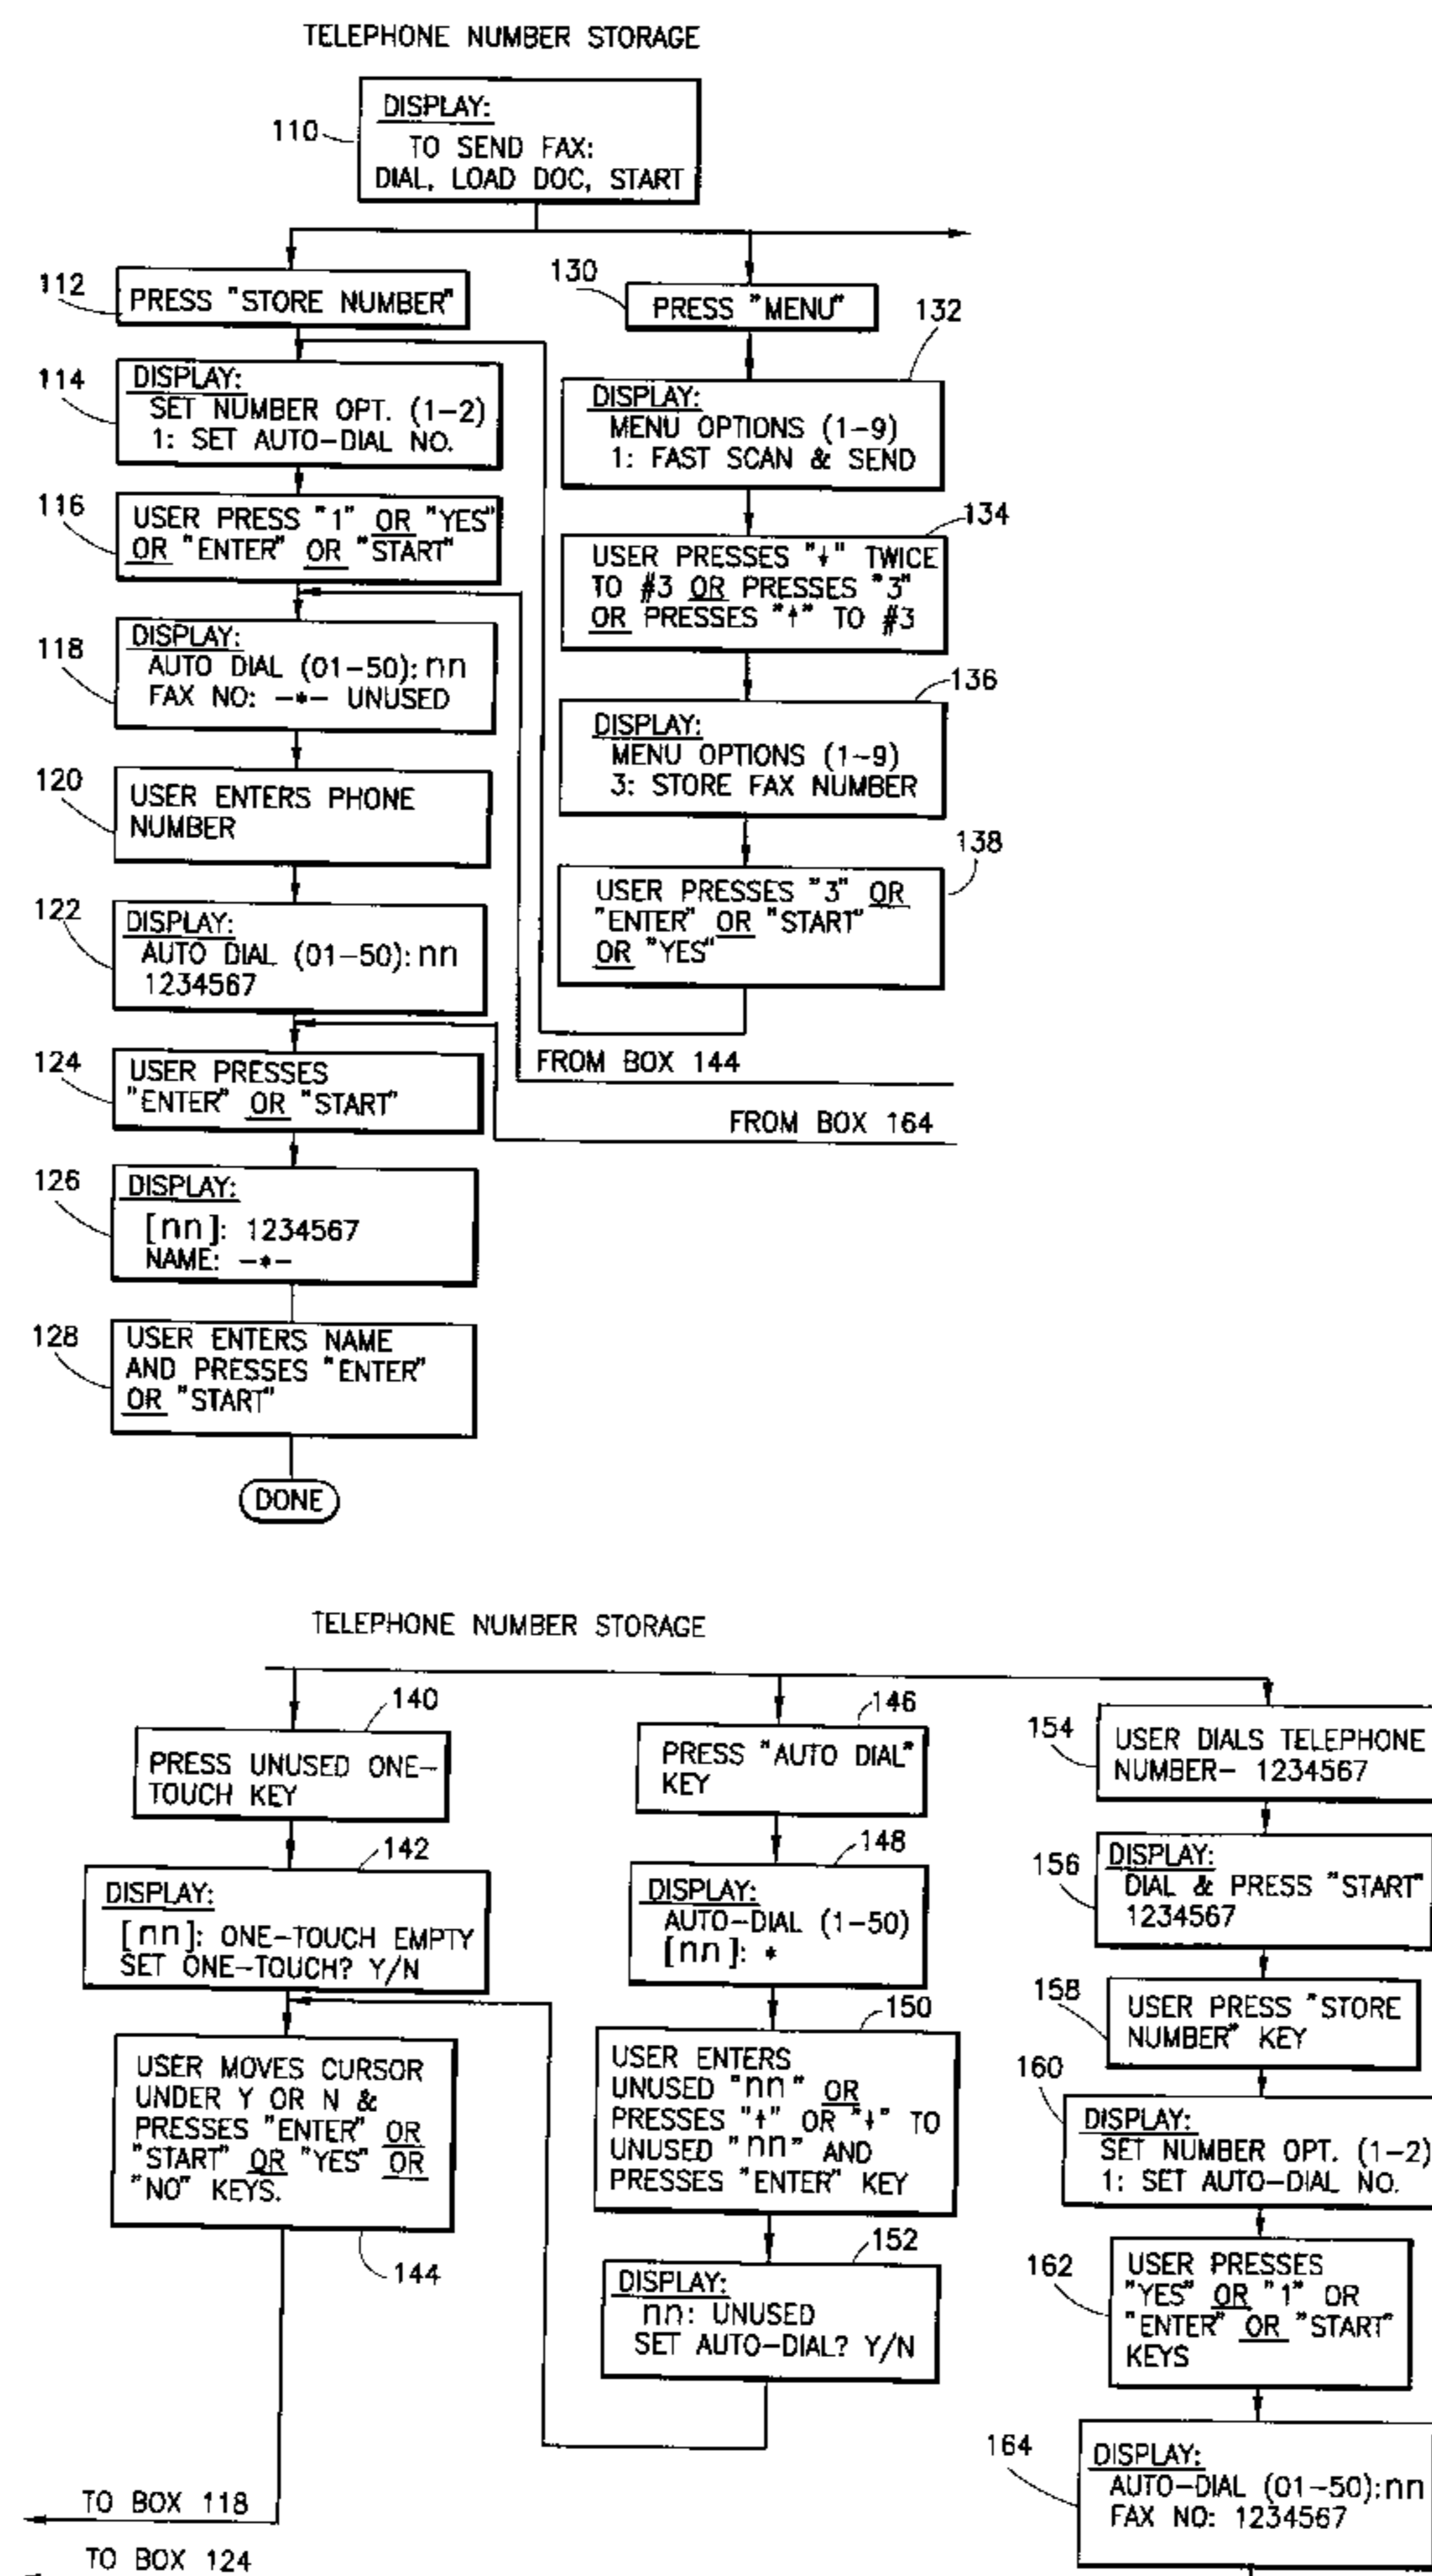 TELEPHONE NUMBER STORAGE
110
DISPLAY:
TO SEND FAX:
DIAL, LOAD DOC, START
112
PRESS "STORE NUMBER"
114
DISPLAY:
SET NUMBER OPT. (1-2)
1: SET AUTO-DIAL NO.
116
USER PRESS "1" OR "YES"
OR "ENTER" OR "START"
118
DISPLAY:
AUTO DIAL (01-50): nn
FAX NO: -*- UNUSED
120
USER ENTERS PHONE
NUMBER
122
DISPLAY:
AUTO DIAL (01-50): nn
1234567
124
USER PRESSES
"ENTER" OR "START"
126
DISPLAY:
[nn]: 1234567
NAME: -*-
128
USER ENTERS NAME
AND PRESSES "ENTER"
OR "START"
DONE
130
PRESS "MENU"
132
DISPLAY:
MENU OPTIONS (1-9)
1: FAST SCAN & SEND
134
USER PRESSES "↓" TWICE
TO #3 OR PRESSES "3"
OR PRESSES "↑" TO #3
136
DISPLAY:
MENU OPTIONS (1-9)
3: STORE FAX NUMBER
138
USER PRESSES "3" OR
"ENTER" OR "START"
OR "YES"
FROM BOX 144
FROM BOX 164
TELEPHONE NUMBER STORAGE
140
PRESS UNUSED ONE-
TOUCH KEY
142
DISPLAY:
[nn]: ONE-TOUCH EMPTY
SET ONE-TOUCH? Y/N
USER MOVES CURSOR
UNDER Y OR N &
PRESSES "ENTER" OR
"START" OR "YES" OR
"NO" KEYS.
144
TO BOX 118
TO BOX 124
146
PRESS "AUTO DIAL"
KEY
148
DISPLAY:
AUTO-DIAL (1-50)
[nn]: *
150
USER ENTERS
UNUSED "nn" OR
PRESSES "↑" OR "↓" TO
UNUSED "nn" AND
PRESSES "ENTER" KEY
152
DISPLAY:
nn: UNUSED
SET AUTO-DIAL? Y/N
154
USER DIALS TELEPHONE
NUMBER- 1234567
156
DISPLAY:
DIAL & PRESS "START"
1234567
158
USER PRESS "STORE
NUMBER" KEY
160
DISPLAY:
SET NUMBER OPT. (1-2)
1: SET AUTO-DIAL NO.
162
USER PRESSES
"YES" OR "1" OR
"ENTER" OR "START"
KEYS
164
DISPLAY:
AUTO-DIAL (01-50): nn
FAX NO: 1234567